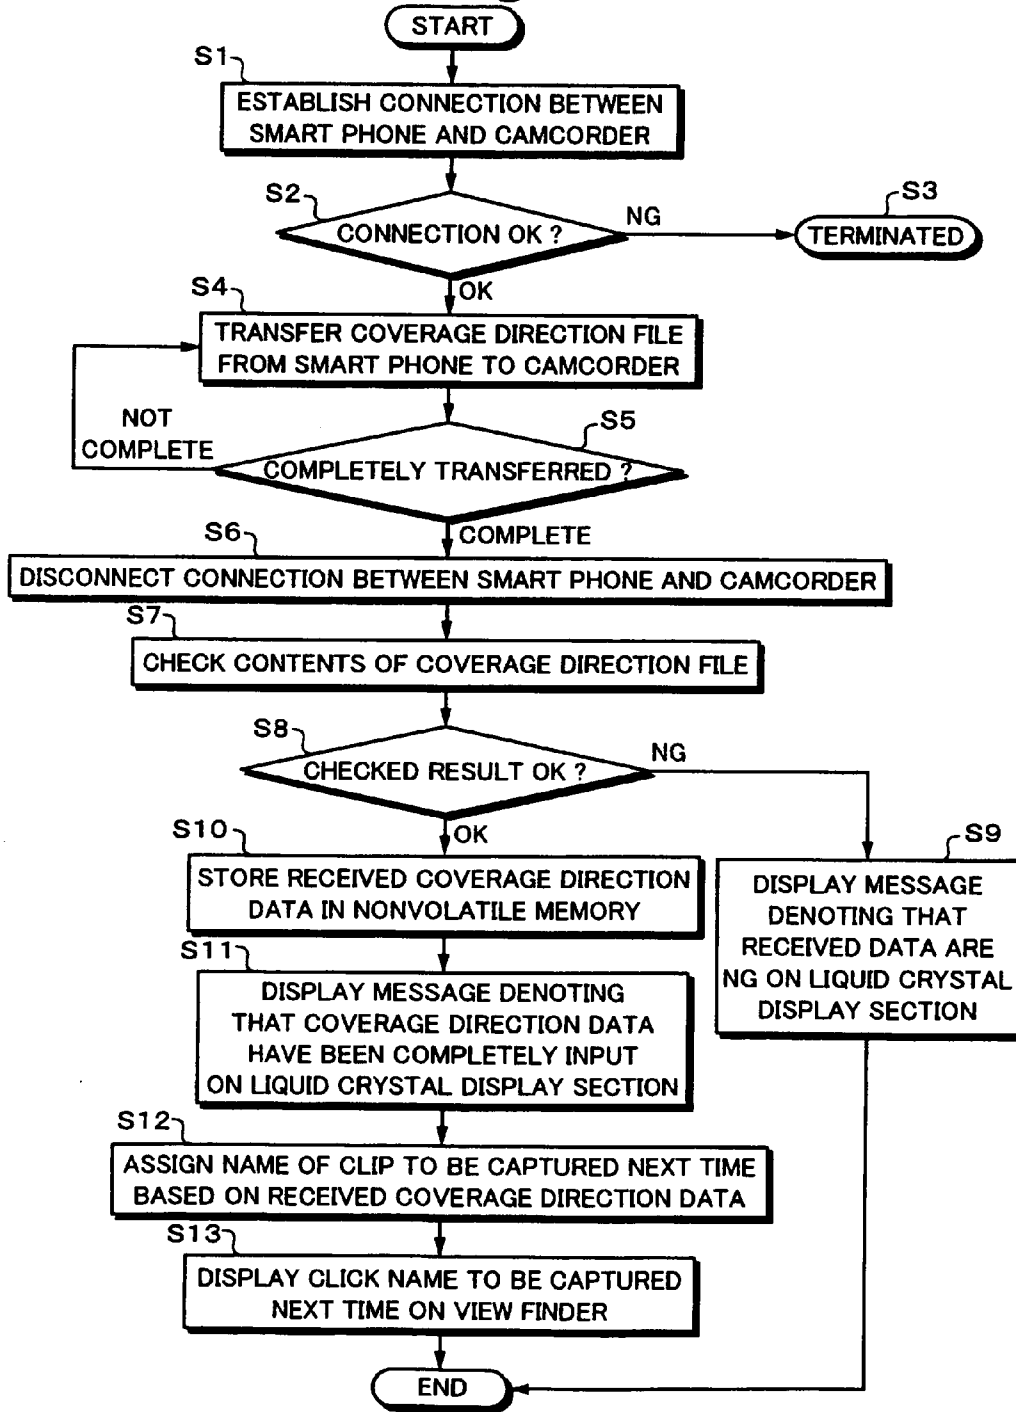 START
S1
ESTABLISH CONNECTION BETWEEN
SMART PHONE AND CAMCORDER
S2
CONNECTION OK ?
NG
S3
TERMINATED
OK
S4
TRANSFER COVERAGE DIRECTION FILE
FROM SMART PHONE TO CAMCORDER
NOT
COMPLETE
S5
COMPLETELY TRANSFERRED ?
COMPLETE
S6
DISCONNECT CONNECTION BETWEEN SMART PHONE AND CAMCORDER
S7
CHECK CONTENTS OF COVERAGE DIRECTION FILE
S8
CHECKED RESULT OK ?
NG
OK
S9
DISPLAY MESSAGE
DENOTING THAT
RECEIVED DATA ARE
NG ON LIQUID CRYSTAL
DISPLAY SECTION
S10
STORE RECEIVED COVERAGE DIRECTION
DATA IN NONVOLATILE MEMORY
S11
DISPLAY MESSAGE DENOTING
THAT COVERAGE DIRECTION DATA
HAVE BEEN COMPLETELY INPUT
ON LIQUID CRYSTAL DISPLAY SECTION
S12
ASSIGN NAME OF CLIP TO BE CAPTURED NEXT TIME
BASED ON RECEIVED COVERAGE DIRECTION DATA
S13
DISPLAY CLICK NAME TO BE CAPTURED
NEXT TIME ON VIEW FINDER
END